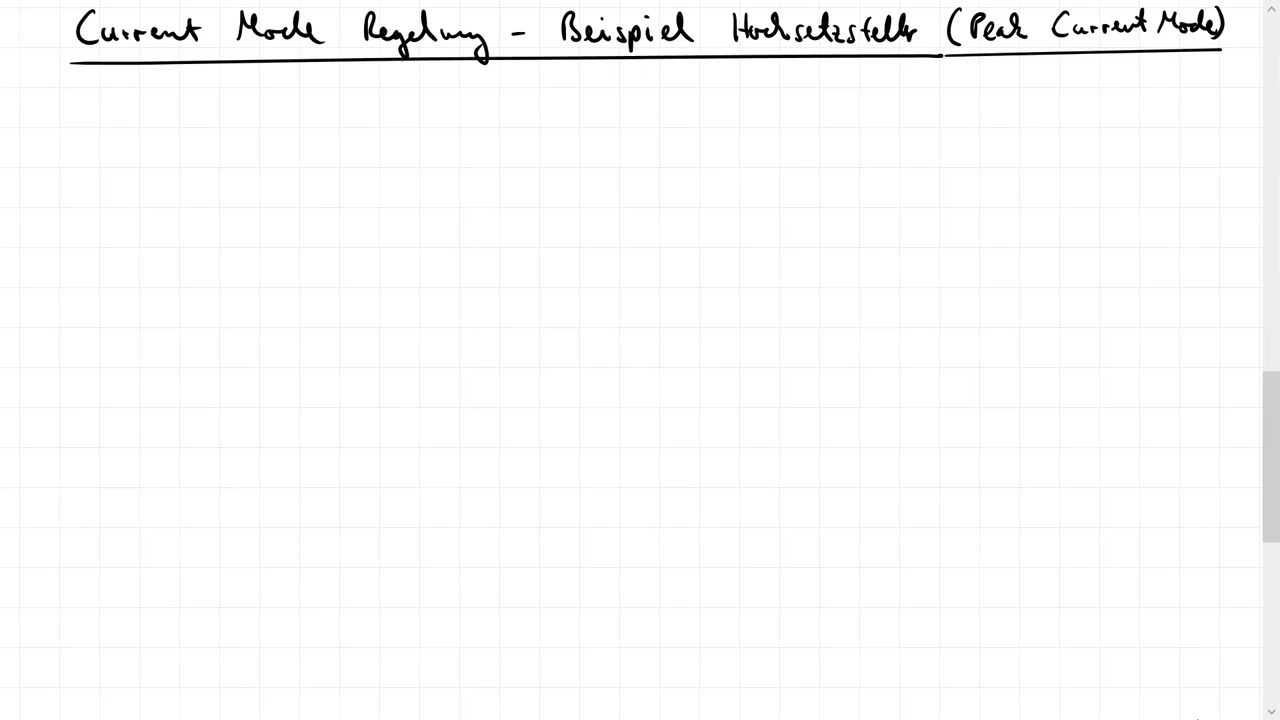 Current Mode Regelung - Beispiel Hochsetzsteller (Peak Current Mode)